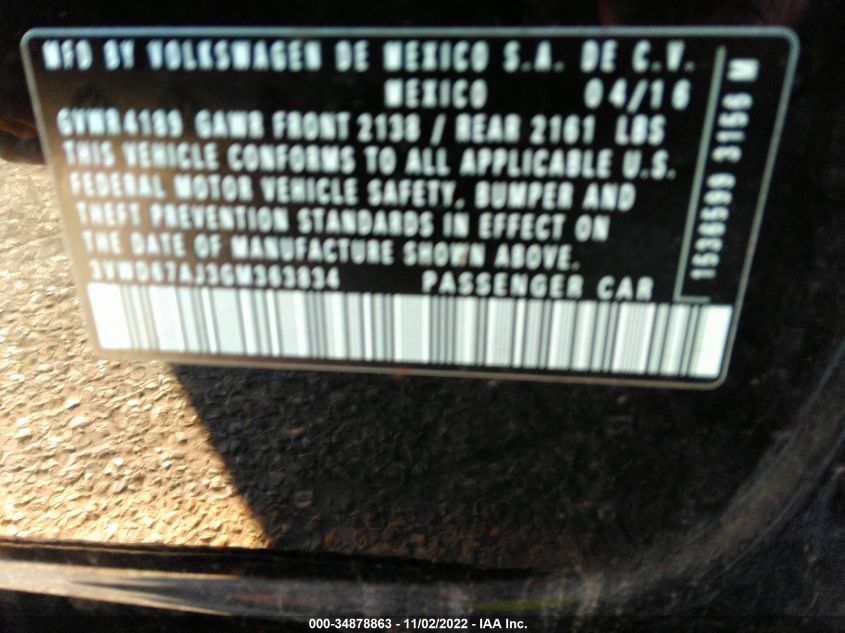 MFD BY VOLKSWAGEN DE MEXICO S.A. DE C.V.
MEXICO 04/16
GVWR 4189 GAWR FRONT 2138 / REAR 2161 LBS
THIS VEHICLE CONFORMS TO ALL APPLICABLE U.S.
FEDERAL MOTOR VEHICLE SAFETY, BUMPER AND
THEFT PREVENTION STANDARDS IN EFFECT ON
THE DATE OF MANUFACTURE SHOWN ABOVE.
3VWD67AJ3GM363834 PASSENGER CAR
1536599 3156 M
000-34878863 - 11/02/2022 - IAA Inc.